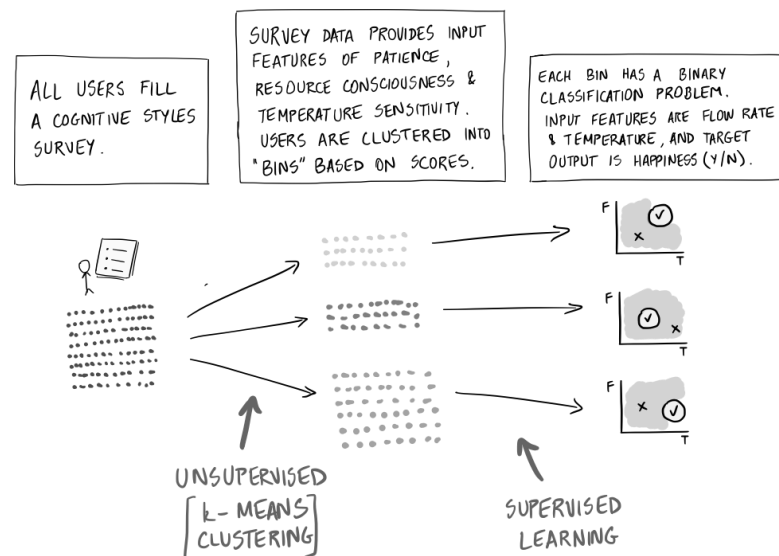 ALL USERS FILL
A COGNITIVE STYLES
SURVEY.
SURVEY DATA PROVIDES INPUT
FEATURES OF PATIENCE,
RESOURCE CONSCIOUSNESS &
TEMPERATURE SENSITIVITY.
USERS ARE CLUSTERED INTO
"BINS" BASED ON SCORES.
EACH BIN HAS A BINARY
CLASSIFICATION PROBLEM.
INPUT FEATURES ARE FLOW RATE
& TEMPERATURE, AND TARGET
OUTPUT IS HAPPINESS (Y/N).
F
T
F
T
F
T
UNSUPERVISED
[k-MEANS
CLUSTERING]
SUPERVISED
LEARNING